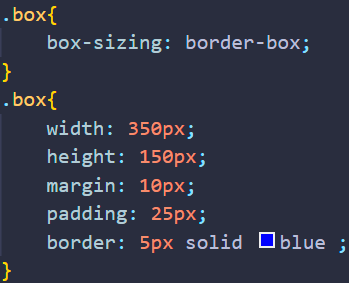 .box{
    box-sizing: border-box;
}
.box{
    width: 350px;
    height: 150px;
    margin: 10px;
    padding: 25px;
    border: 5px solid blue ;
}